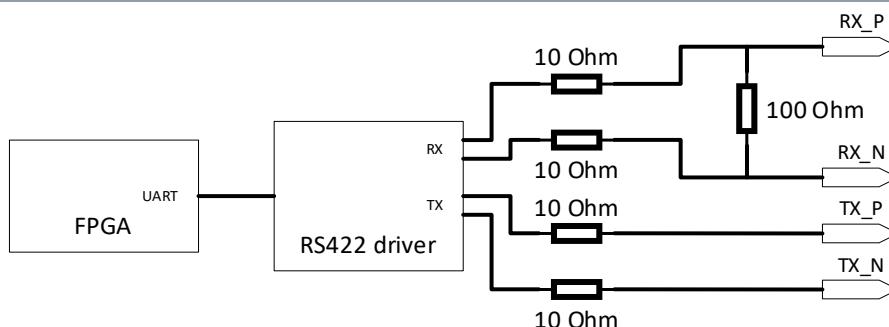 RX_P
10 Ohm
100 Ohm
RX
10 Ohm
RX_N
UART
FPGA
TX
RS422 driver
10 Ohm
TX_P
TX_N
10 Ohm